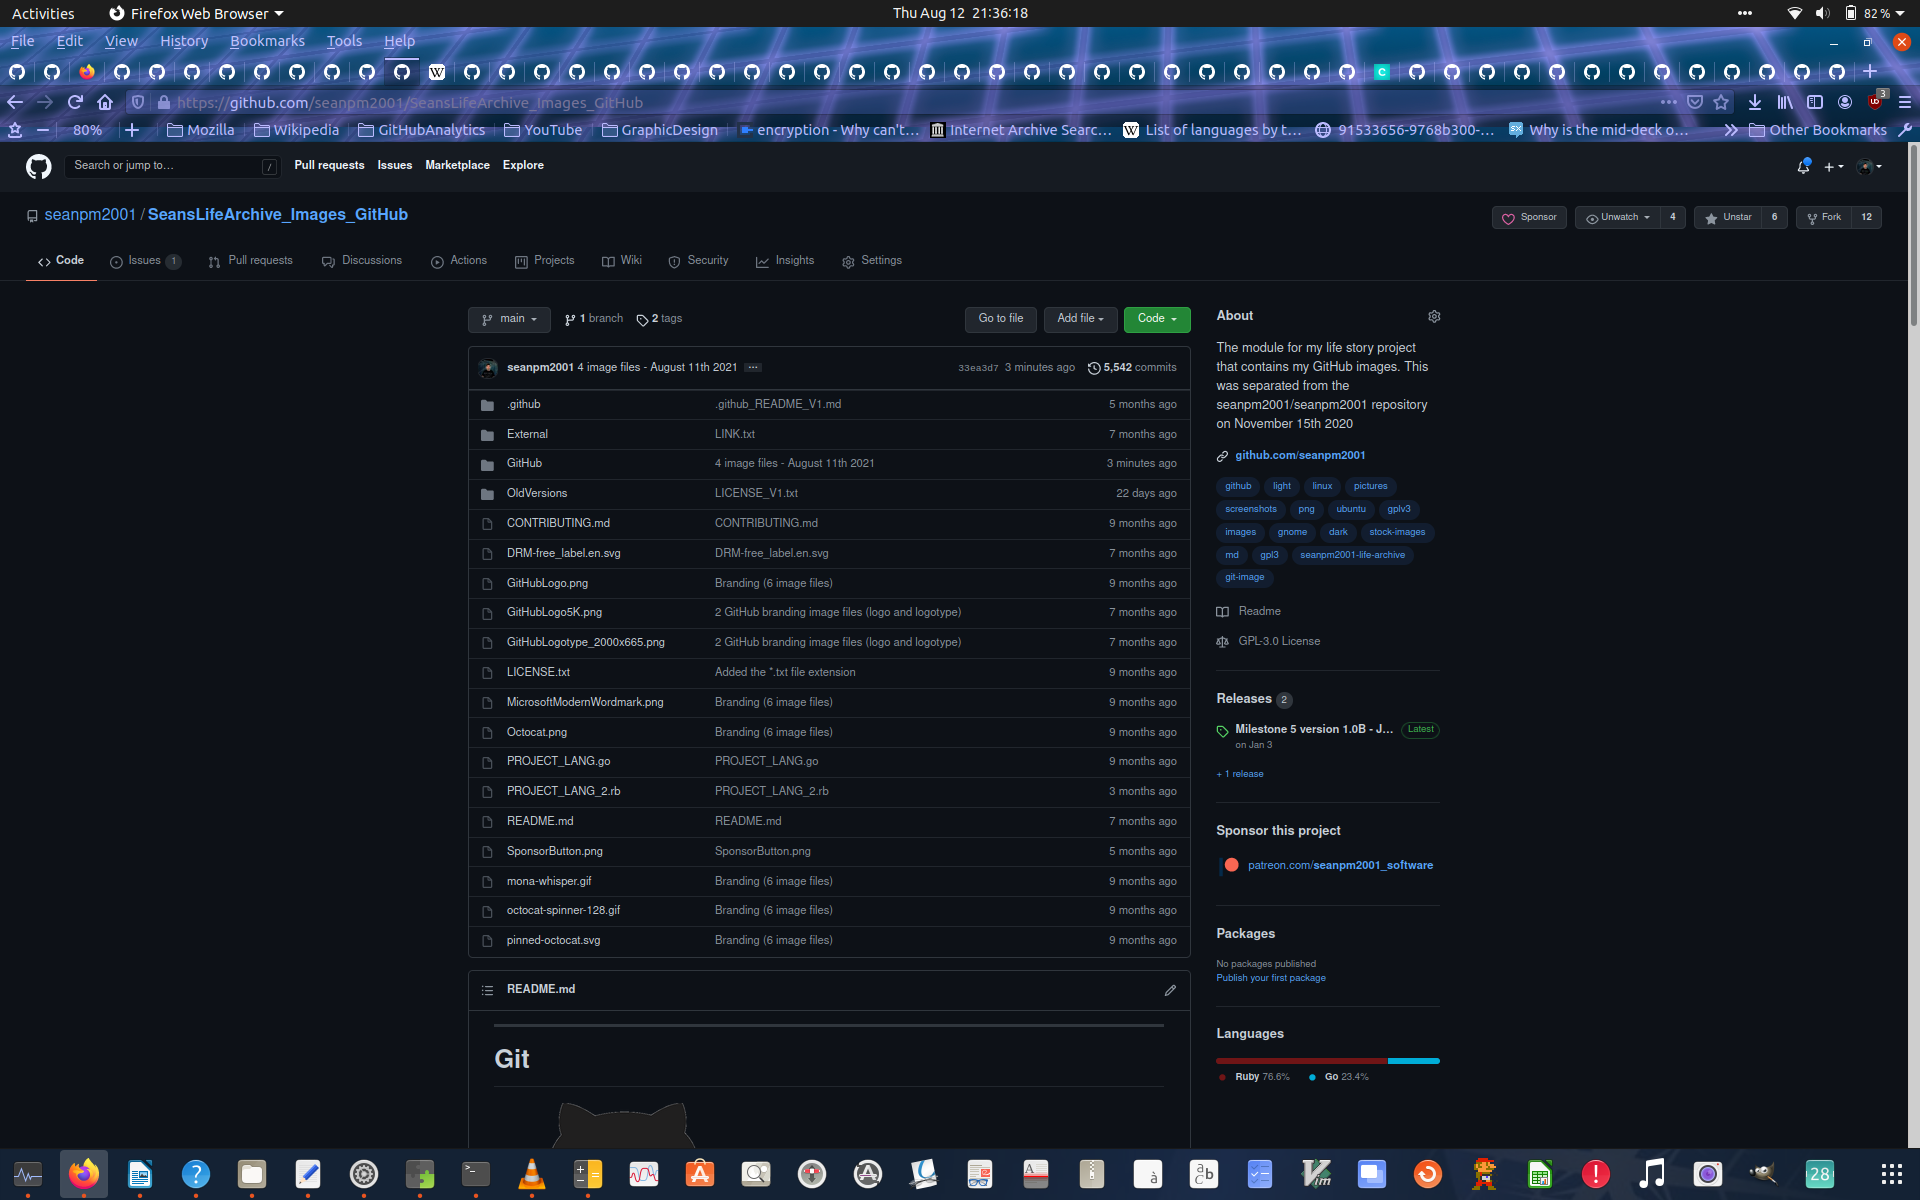 Activities Firefox Web Browser Thu Aug 12 21:36:18 82 %
File Edit View History Bookmarks Tools Help
https://github.com/seanpm2001/SeansLifeArchive_Images_GitHub 3
80% Mozilla Wikipedia GitHubAnalytics YouTube GraphicDesign encryption - Why can't… Internet Archive Searc… List of languages by t… 91533656-9768b300-… Why is the mid-deck o… Other Bookmarks
Search or jump to… / Pull requests Issues Marketplace Explore
seanpm2001 / SeansLifeArchive_Images_GitHub Sponsor Unwatch 4 Unstar 6 Fork 12
Code Issues 1 Pull requests Discussions Actions Projects Wiki Security Insights Settings
main 1 branch 2 tags Go to file Add file Code
seanpm2001 4 image files - August 11th 2021 33ea3d7 3 minutes ago 5,542 commits
.github .github_README_V1.md 5 months ago
External LINK.txt 7 months ago
GitHub 4 image files - August 11th 2021 3 minutes ago
OldVersions LICENSE_V1.txt 22 days ago
CONTRIBUTING.md CONTRIBUTING.md 9 months ago
DRM-free_label.en.svg DRM-free_label.en.svg 7 months ago
GitHubLogo.png Branding (6 image files) 9 months ago
GitHubLogo5K.png 2 GitHub branding image files (logo and logotype) 7 months ago
GitHubLogotype_2000x665.png 2 GitHub branding image files (logo and logotype) 7 months ago
LICENSE.txt Added the *.txt file extension 9 months ago
MicrosoftModernWordmark.png Branding (6 image files) 9 months ago
Octocat.png Branding (6 image files) 9 months ago
PROJECT_LANG.go PROJECT_LANG.go 9 months ago
PROJECT_LANG_2.rb PROJECT_LANG_2.rb 3 months ago
README.md README.md 7 months ago
SponsorButton.png SponsorButton.png 5 months ago
mona-whisper.gif Branding (6 image files) 9 months ago
octocat-spinner-128.gif Branding (6 image files) 9 months ago
pinned-octocat.svg Branding (6 image files) 9 months ago
README.md
Git
About
The module for my life story project
that contains my GitHub images. This
was separated from the
seanpm2001/seanpm2001 repository
on November 15th 2020
github.com/seanpm2001
github light linux pictures
screenshots png ubuntu gplv3
images gnome dark stock-images
md gpl3 seanpm2001-life-archive
git-image
Readme
GPL-3.0 License
Releases 2
Milestone 5 version 1.0B - J… Latest
on Jan 3
+ 1 release
Sponsor this project
patreon.com/seanpm2001_software
Packages
No packages published
Publish your first package
Languages
Ruby 76.6% Go 23.4%
28